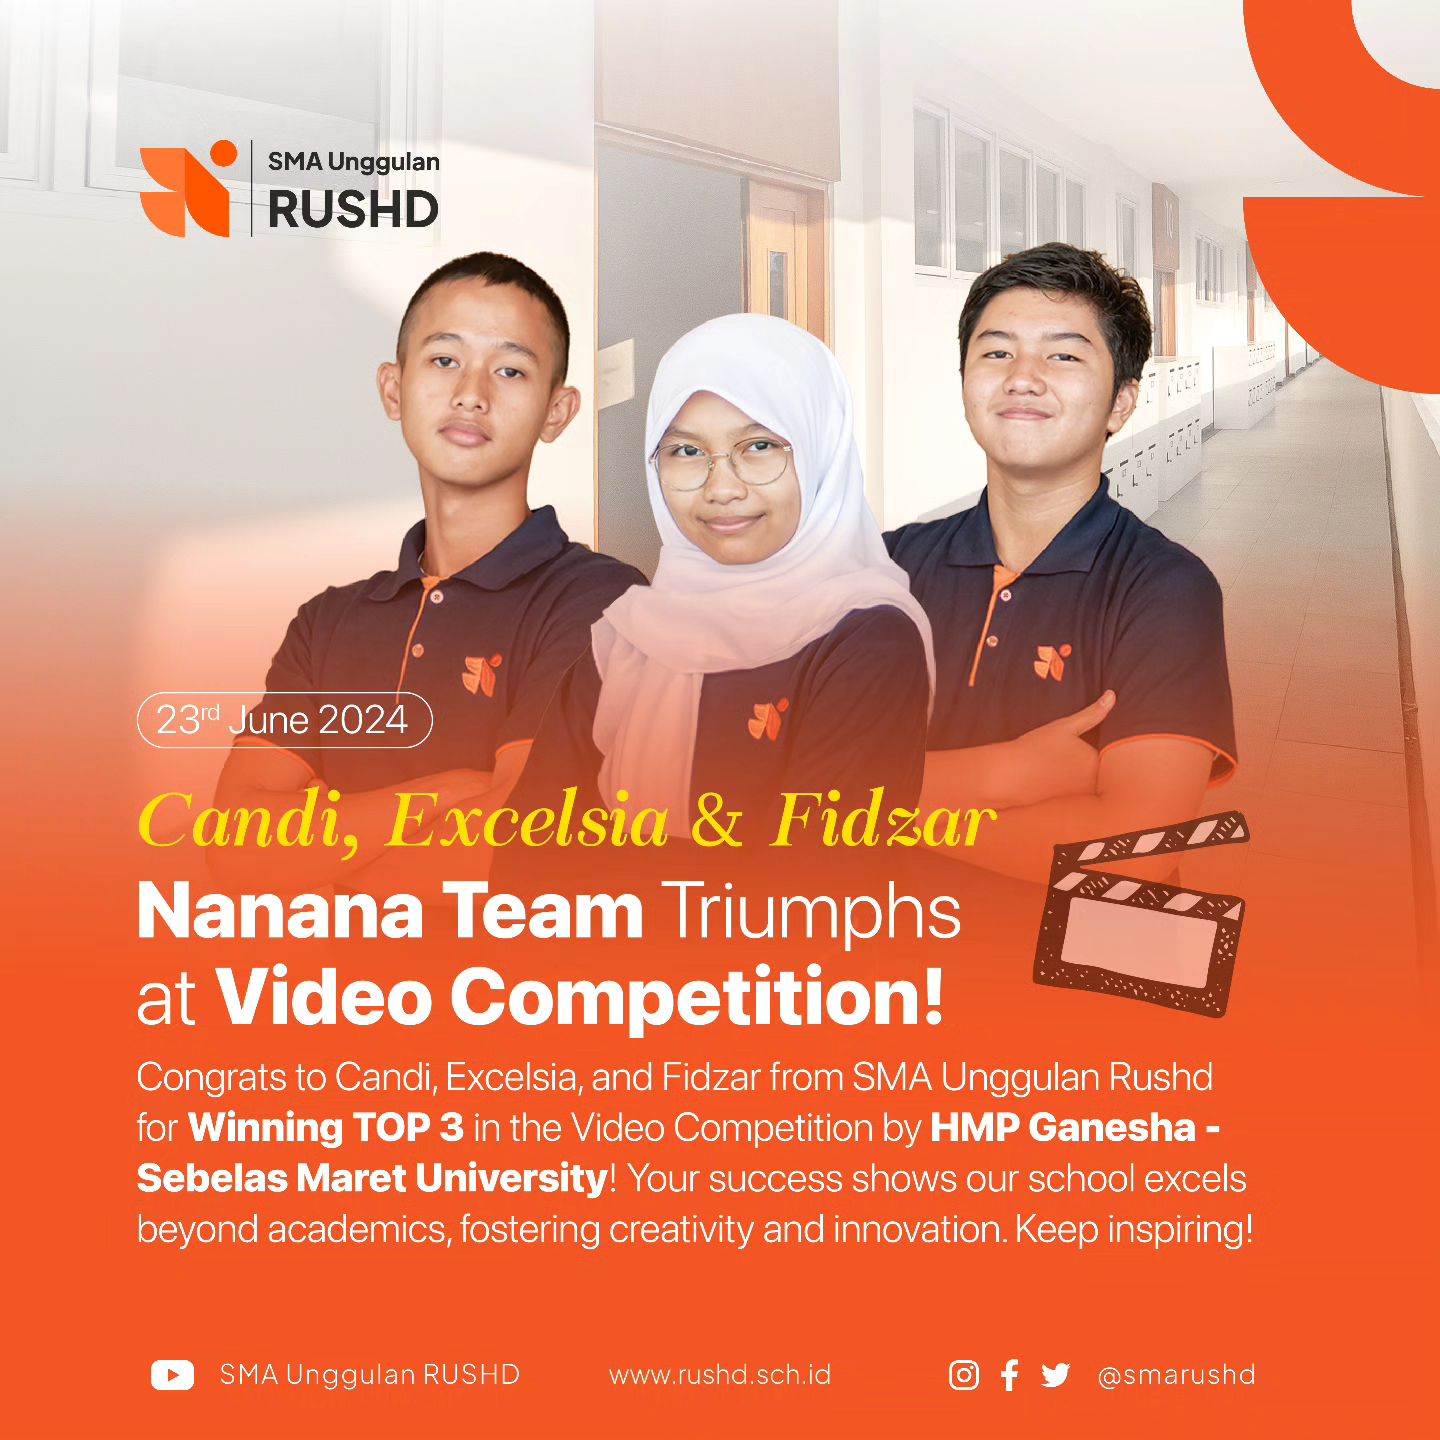 SMA Unggulan
RUSHD
23rd June 2024
Candi, Excelsia & Fidzar
Nanana Team Triumphs
at Video Competition!
Congrats to Candi, Excelsia, and Fidzar from SMA Unggulan Rushd
for Winning TOP 3 in the Video Competition by HMP Ganesha -
Sebelas Maret University! Your success shows our school excels
beyond academics, fostering creativity and innovation. Keep inspiring!
SMA Unggulan RUSHD
www.rushd.sch.id
@smarushd